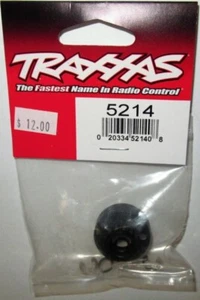 TRAXXAS
The Fastest Name In Radio Control
5214
$ 12.00
0 20334 52140 8